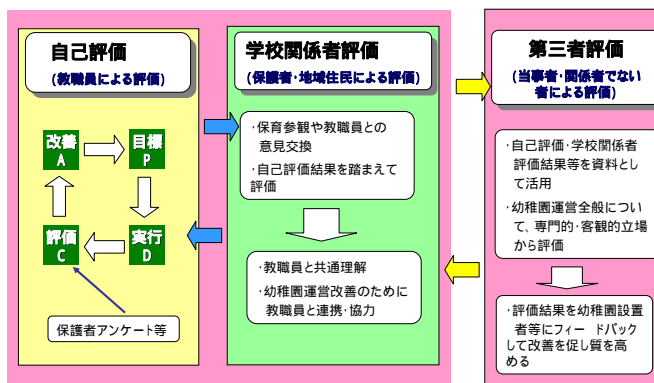 自己評価
(教職員による評価)
改善
A
目標
P
評価
C
実行
D
保護者アンケート等
学校関係者評価
(保護者・地域住民による評価)
・保育参観や教職員との
意見交換
・自己評価結果を踏まえて
評価
・教職員と共通理解
・幼稚園運営改善のために
教職員と連携・協力
第三者評価
(当事者・関係者でない
者による評価)
・自己評価・学校関係者
評価結果等を資料とし
て活用
・幼稚園運営全般につい
て、専門的・客観的立場
から評価
・評価結果を幼稚園設置
者等にフィードバック
して改善を促し質を高
める